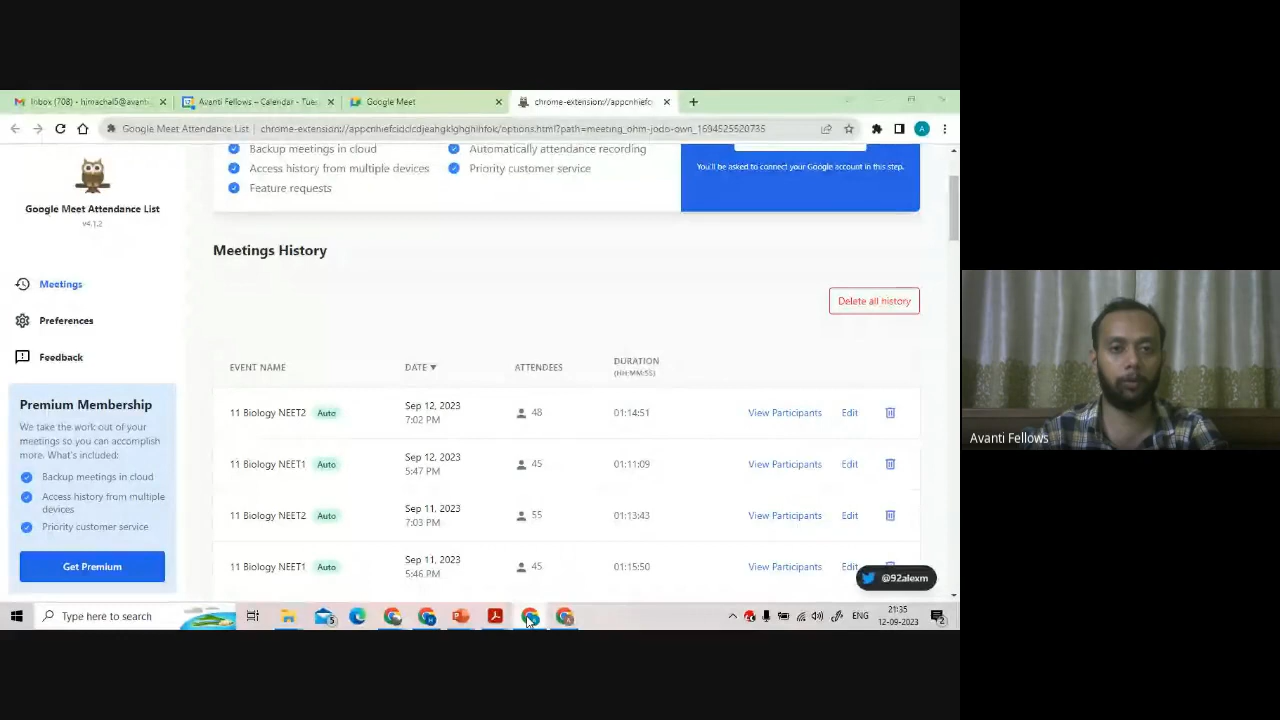 Inbox (708) - himachal5@avanti
Avanti Fellows – Calendar - Tue
Google Meet
chrome-extension://appcnhiefc
Google Meet Attendance List
Backup meetings in cloud
Automatically attendance recording
Access history from multiple devices
Priority customer service
Feature requests
You'll be asked to connect your Google account in this step.
Google Meet Attendance List
v4.1.2
Meetings
Preferences
Feedback
Premium Membership
We take the work out of your
meetings so you can accomplish
more. What's included:
Backup meetings in cloud
Access history from multiple
devices
Priority customer service
Get Premium
Meetings History
Delete all history
EVENT NAME DATE ▼ ATTENDEES DURATION
(HH:MM:SS)
11 Biology NEET2 Auto Sep 12, 2023 7:02 PM 48 01:14:51 View Participants Edit
11 Biology NEET1 Auto Sep 12, 2023 5:47 PM 45 01:11:09 View Participants Edit
11 Biology NEET2 Auto Sep 11, 2023 7:03 PM 55 01:13:43 View Participants Edit
11 Biology NEET1 Auto Sep 11, 2023 5:46 PM 45 01:15:50 View Participants Edit
@92alexm
Type here to search
5
ENG
21:35
12-09-2023
2
Avanti Fellows